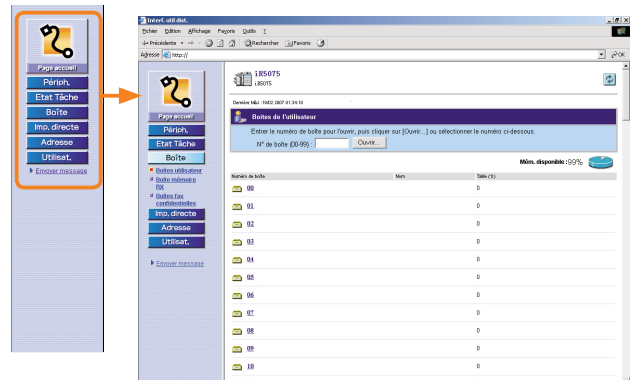 Page accueil
Périph.
Etat Tâche
Boîte
Imp. directe
Adresse
Utilisat.
Envoyer message
Interf. util dist.
Fichier Edition Affichage Favoris Outils ?
Précédente Rechercher Favoris
Adresse http:// OK
Page accueil
Périph.
Etat Tâche
Boîte
Boîtes utilisateur
Boîte mémoire
RX
Boîtes fax
confidentielles
Imp. directe
Adresse
Utilisat.
Envoyer message
iR5075
iR5075
Dernière MàJ : 19/02 2007 01:34:10
Boîtes de l'utilisateur
Entrer le numéro de boîte pour l'ouvrir, puis cliquer sur [Ouvrir...] ou sélectionner le numéro ci-dessous.
N° de boîte (00-99) : Ouvrir...
Mém. disponible :99%
Numéro de boîte Nom Taille (%)
00 0
01 0
02 0
03 0
04 0
05 0
06 0
07 0
08 0
09 0
10 0